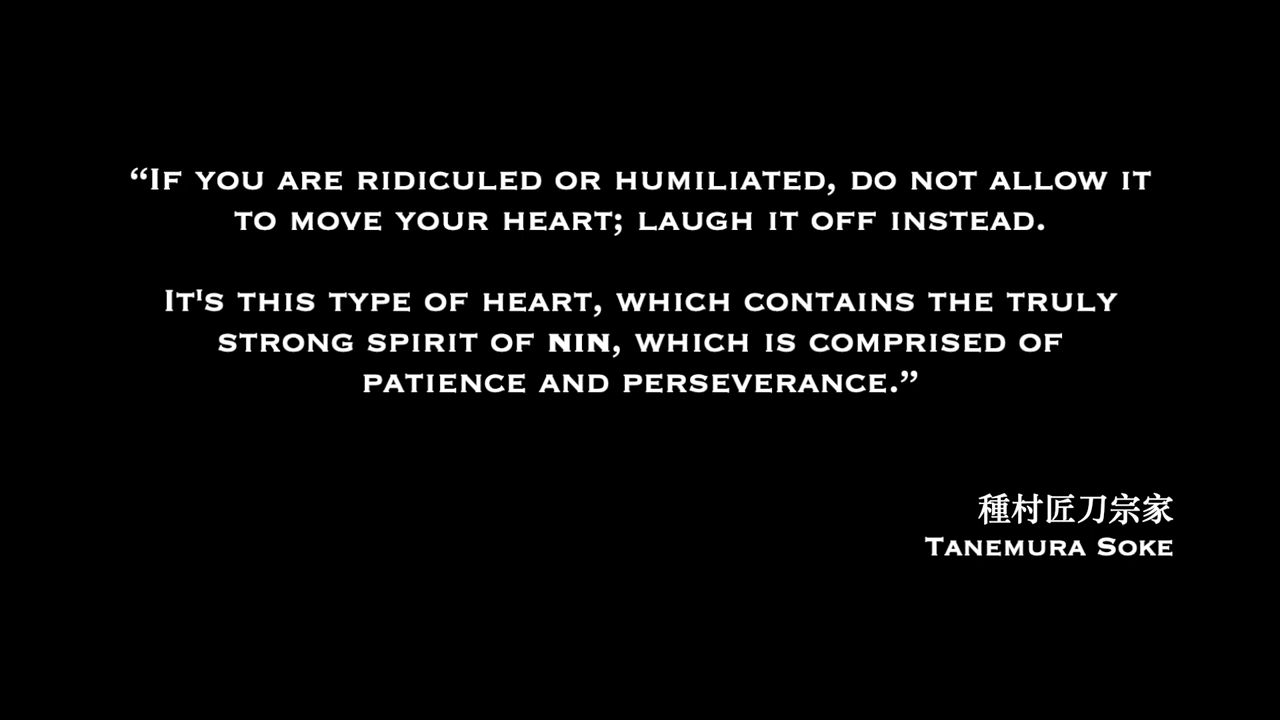 “If you are ridiculed or humiliated, do not allow it
to move your heart; laugh it off instead.
It's this type of heart, which contains the truly
strong spirit of nin, which is comprised of
patience and perseverance.”
種村匠刀宗家
Tanemura Soke